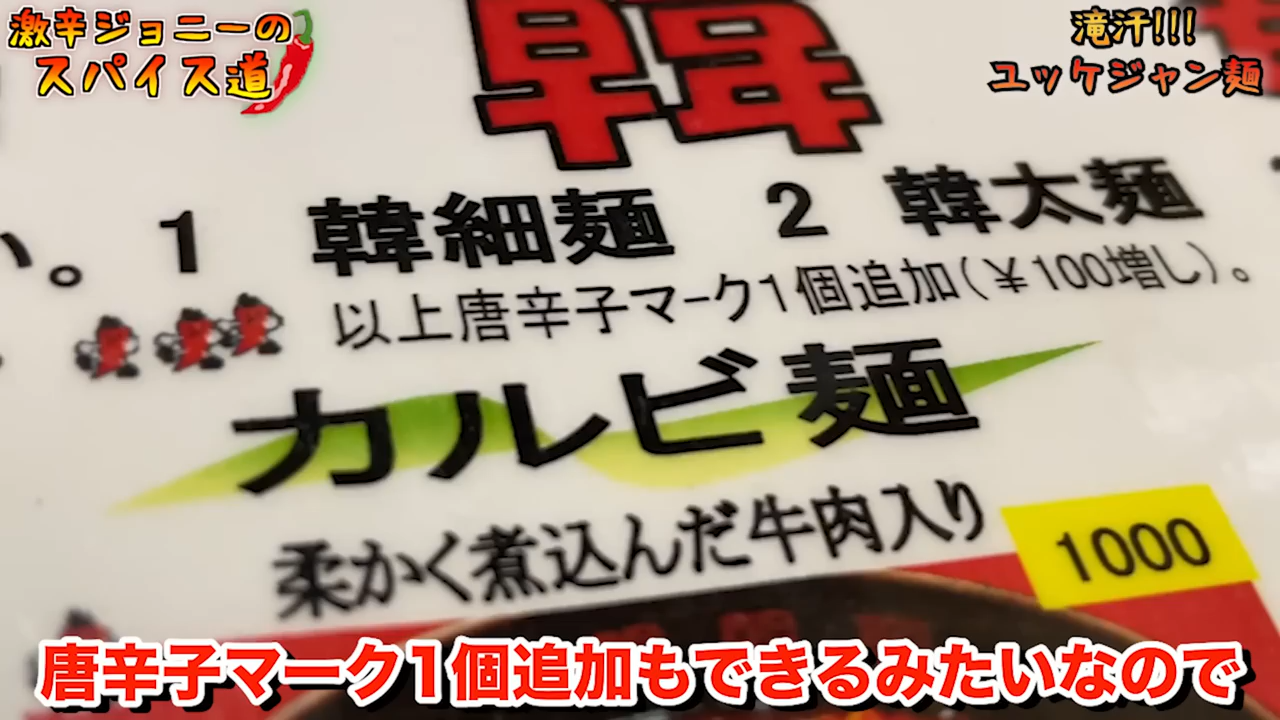 激辛ジョニーの
スパイス道
滝汗!!!
ユッケジャン麺
韓
い。1 韓細麺 2 韓太麺
以上唐辛子マーク1個追加(¥100増し)。
カルビ麺
柔かく煮込んだ牛肉入り
1000
唐辛子マーク1個追加もできるみたいなので